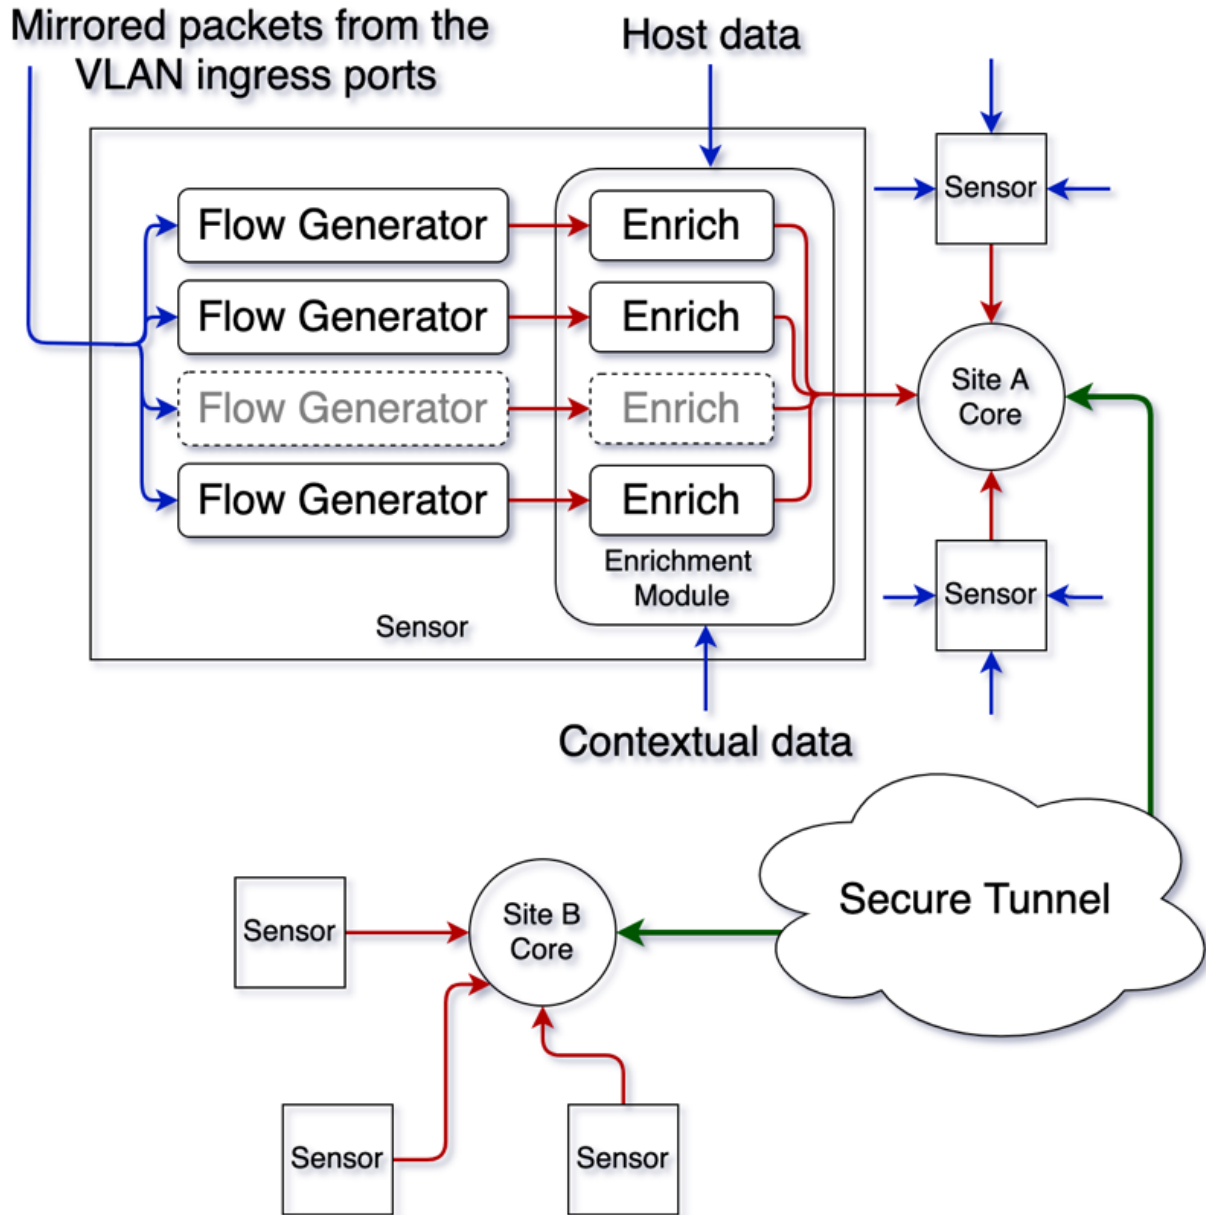 Mirrored packets from the
VLAN ingress ports
Host data
Sensor
Flow Generator
Enrich
Flow Generator
Enrich
Flow Generator
Enrich
Flow Generator
Enrich
Enrichment
Module
Sensor
Site A
Core
Sensor
Contextual data
Secure Tunnel
Site B
Core
Sensor
Sensor
Sensor